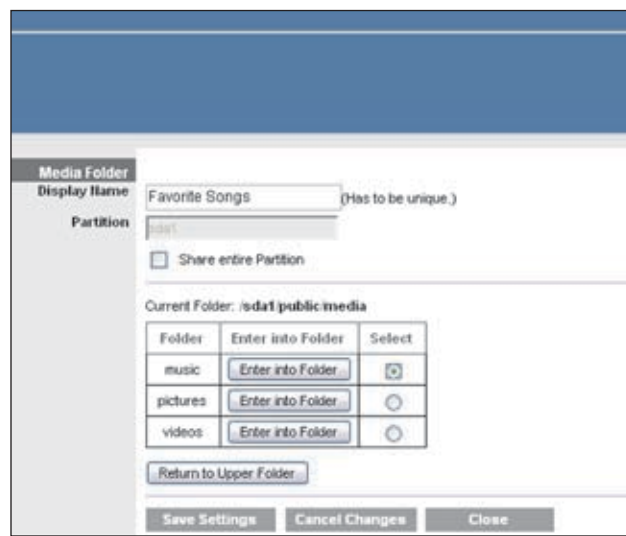 Media Folder
Display Name Favorite Songs (Has to be unique.)
Partition sda1
Share entire Partition
Current Folder: /sda1/public/media
Folder Enter into Folder Select
music Enter into Folder
pictures Enter into Folder
videos Enter into Folder
Return to Upper Folder
Save Settings Cancel Changes Close